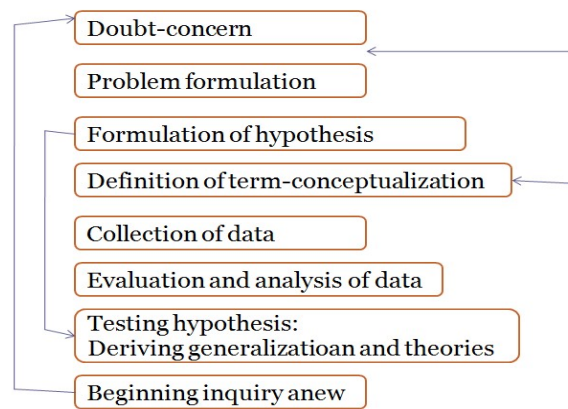 Doubt-concern
Problem formulation
Formulation of hypothesis
Definition of term-conceptualization
Collection of data
Evaluation and analysis of data
Testing hypothesis:
Deriving generalizatioan and theories
Beginning inquiry anew